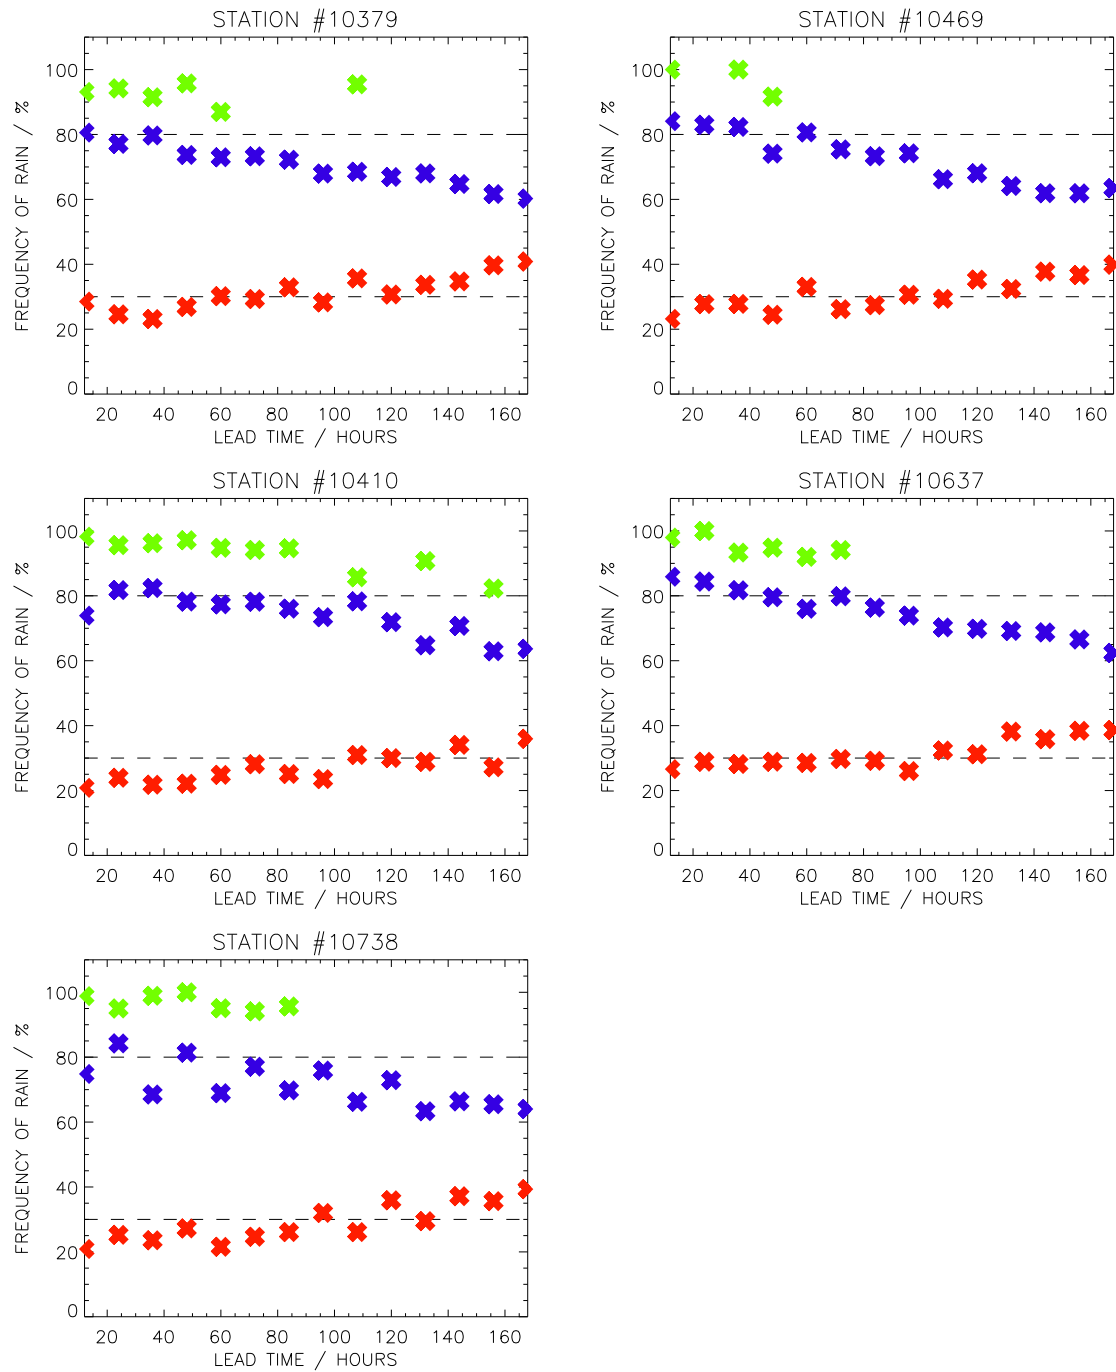 STATION #10379
FREQUENCY OF RAIN / %
100
80
60
40
20
0
20 40 60 80 100 120 140 160
LEAD TIME / HOURS
STATION #10469
FREQUENCY OF RAIN / %
100
80
60
40
20
0
20 40 60 80 100 120 140 160
LEAD TIME / HOURS
STATION #10410
FREQUENCY OF RAIN / %
100
80
60
40
20
0
20 40 60 80 100 120 140 160
LEAD TIME / HOURS
STATION #10637
FREQUENCY OF RAIN / %
100
80
60
40
20
0
20 40 60 80 100 120 140 160
LEAD TIME / HOURS
STATION #10738
FREQUENCY OF RAIN / %
100
80
60
40
20
0
20 40 60 80 100 120 140 160
LEAD TIME / HOURS